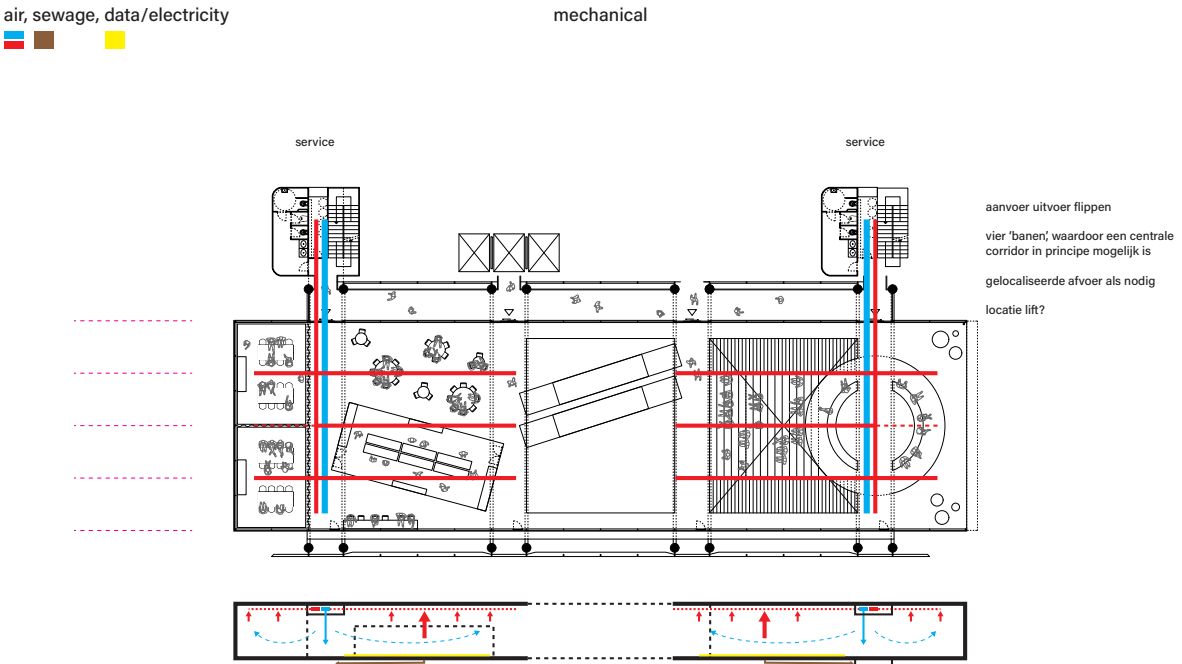 air, sewage, data/electricity
mechanical
service
service
aanvoer uitvoer flippen
vier ‘banen’, waardoor een centrale
corridor in principe mogelijk is
gelocaliseerde afvoer als nodig
locatie lift?